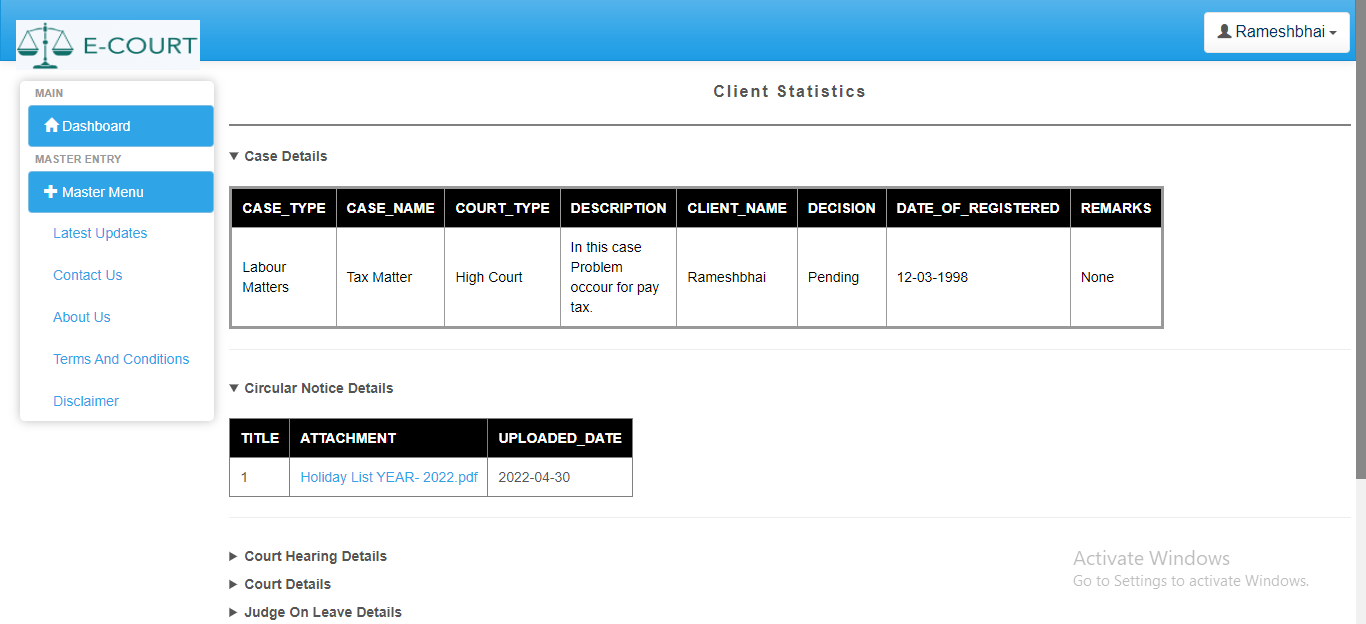 E-COURT
Rameshbhai
MAIN
Dashboard
MASTER ENTRY
Master Menu
Latest Updates
Contact Us
About Us
Terms And Conditions
Disclaimer
Client Statistics
Case Details
CASE_TYPE CASE_NAME COURT_TYPE DESCRIPTION CLIENT_NAME DECISION DATE_OF_REGISTERED REMARKS
Labour
Matters
Tax Matter
High Court
In this case
Problem
occour for pay
tax.
Rameshbhai
Pending
12-03-1998
None
Circular Notice Details
TITLE ATTACHMENT UPLOADED_DATE
1 Holiday List YEAR- 2022.pdf 2022-04-30
Court Hearing Details
Court Details
Judge On Leave Details
Activate Windows
Go to Settings to activate Windows.